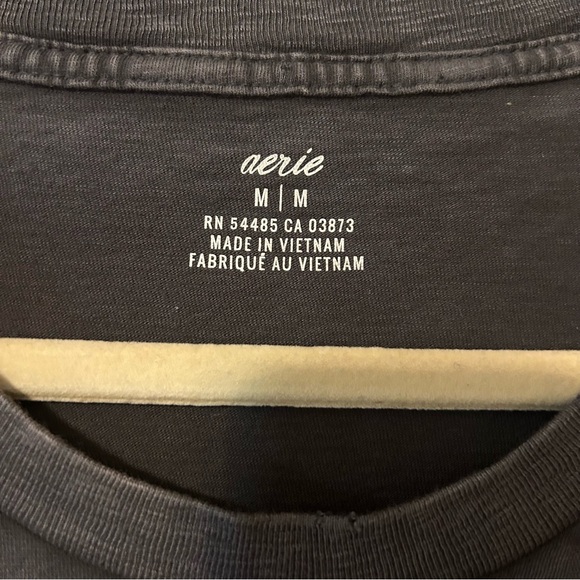 aerie
M | M
RN 54485 CA 03873
MADE IN VIETNAM
FABRIQUÉ AU VIETNAM